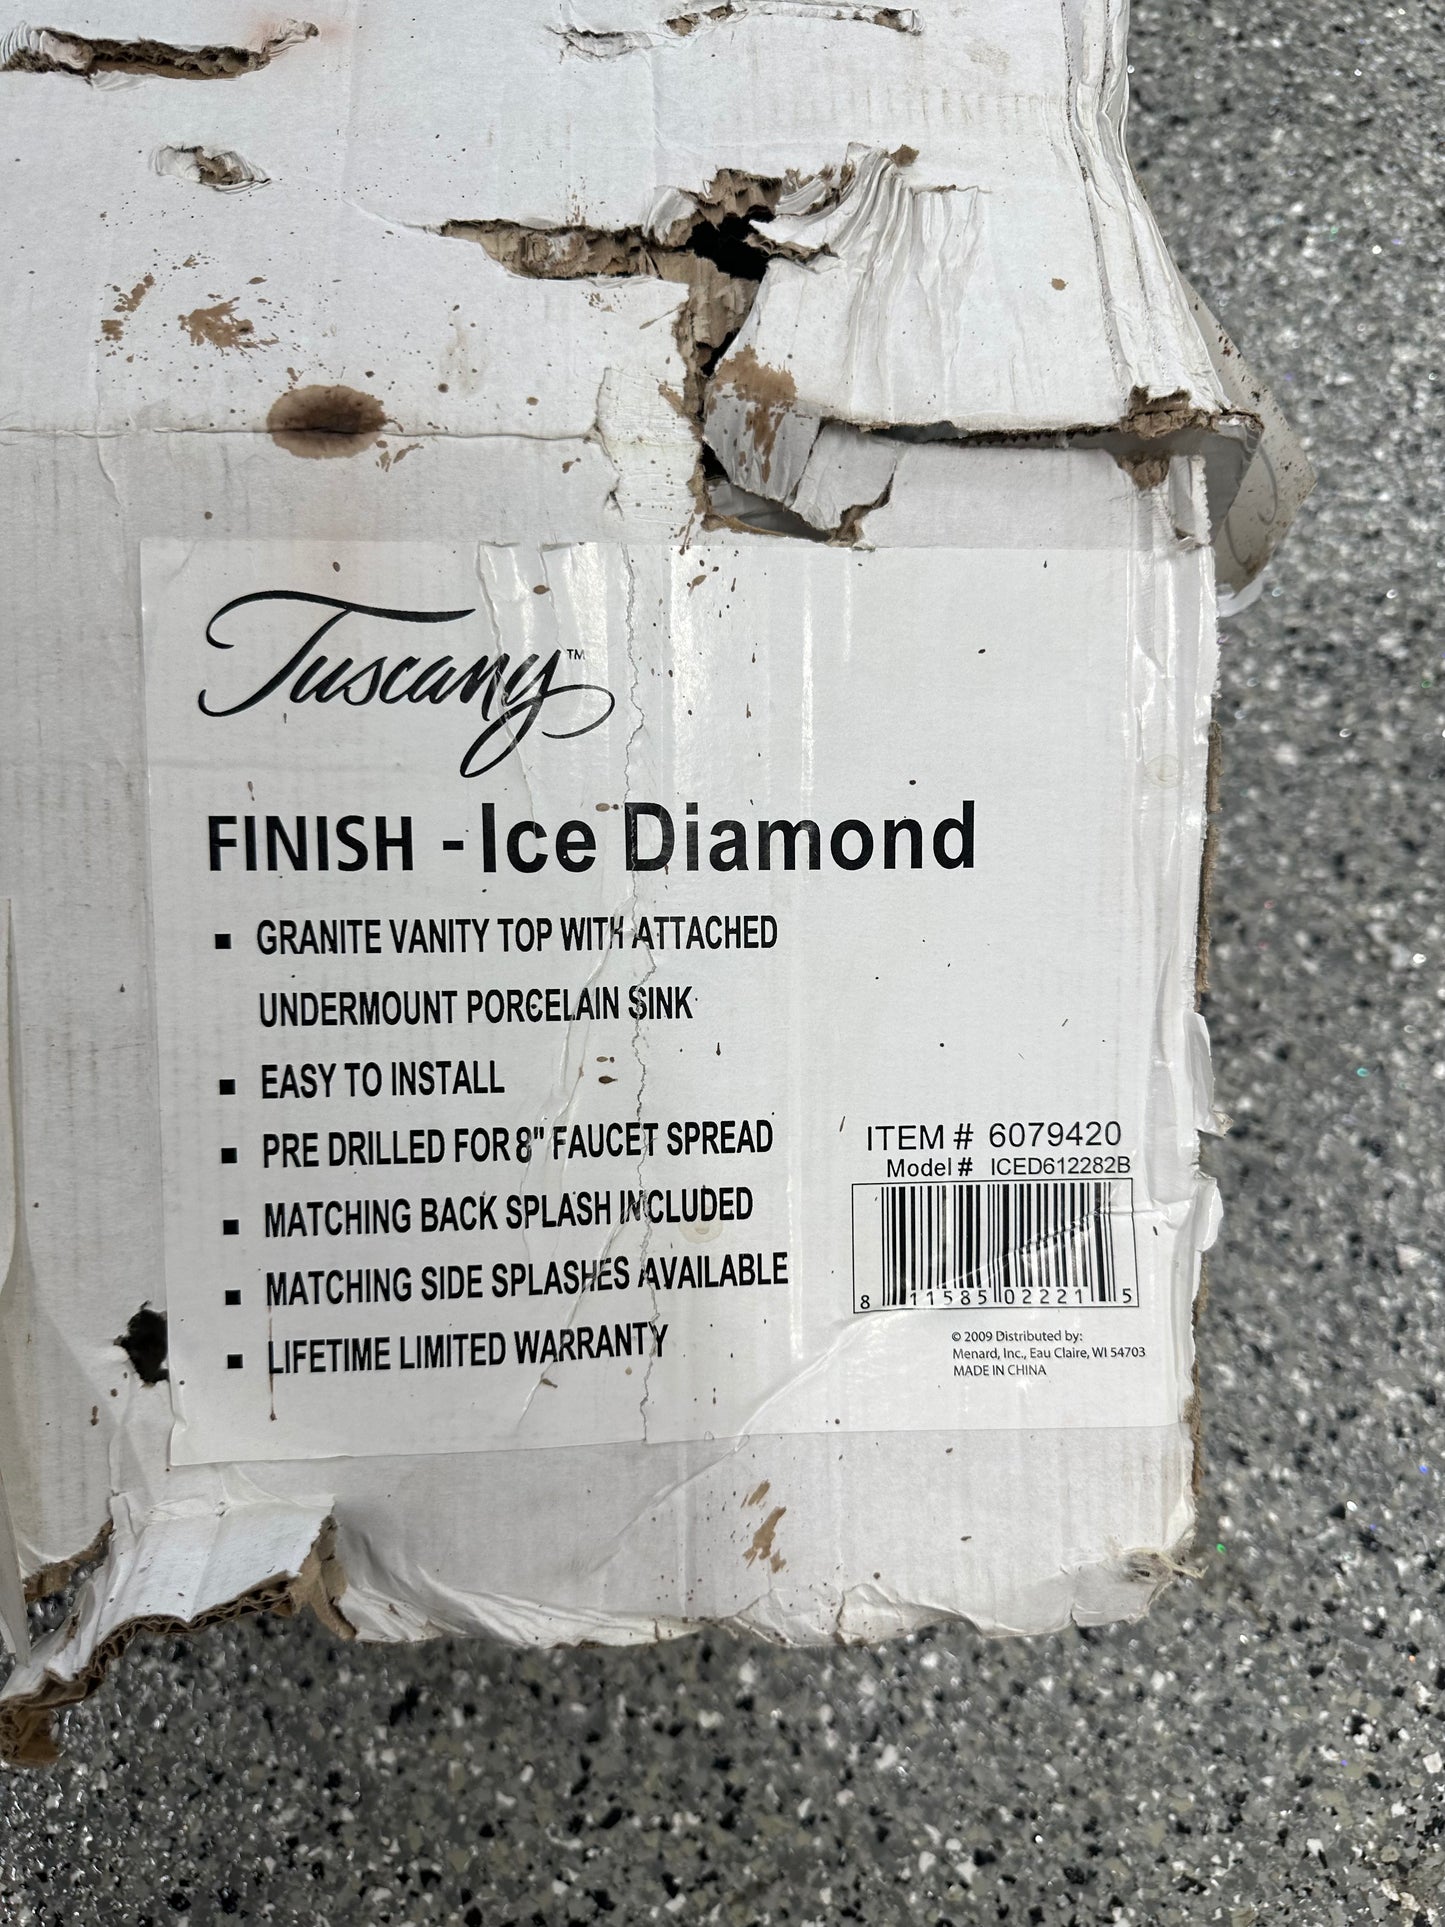 Tuscany™
FINISH - Ice Diamond
▪ GRANITE VANITY TOP WITH ATTACHED
UNDERMOUNT PORCELAIN SINK
▪ EASY TO INSTALL
▪ PRE DRILLED FOR 8" FAUCET SPREAD
▪ MATCHING BACK SPLASH INCLUDED
▪ MATCHING SIDE SPLASHES AVAILABLE
▪ LIFETIME LIMITED WARRANTY
ITEM # 6079420
Model # ICED612282B
8 11585 02221 5
© 2009 Distributed by:
Menard, Inc., Eau Claire, WI 54703
MADE IN CHINA